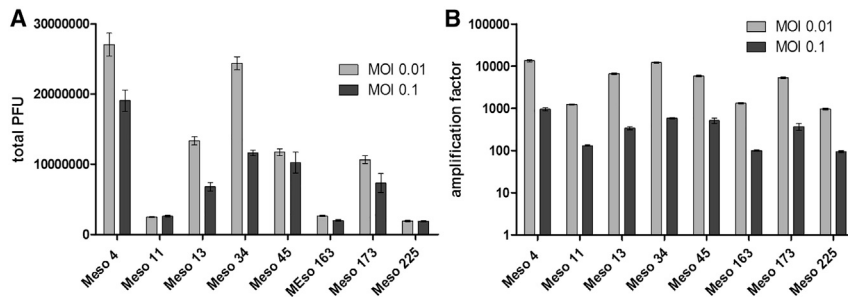 A
total PFU
30000000
20000000
10000000
0
MOI 0.01
MOI 0.1
Meso 4
Meso 11
Meso 13
Meso 34
Meso 45
MEso 163
Meso 173
Meso 225
B
amplification factor
100000
10000
1000
100
10
1
MOI 0.01
MOI 0.1
Meso 4
Meso 11
Meso 13
Meso 34
Meso 45
Meso 163
Meso 173
Meso 225